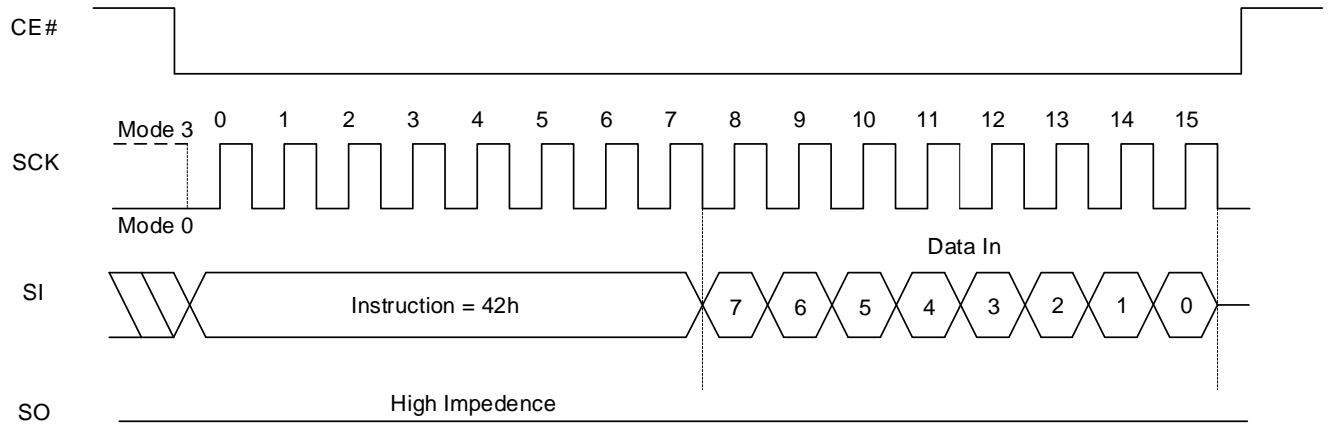 CE#
Mode 3 0 1 2 3 4 5 6 7 8 9 10 11 12 13 14 15
SCK
Mode 0
Data In
SI
Instruction = 42h 7 6 5 4 3 2 1 0
High Impedence
SO